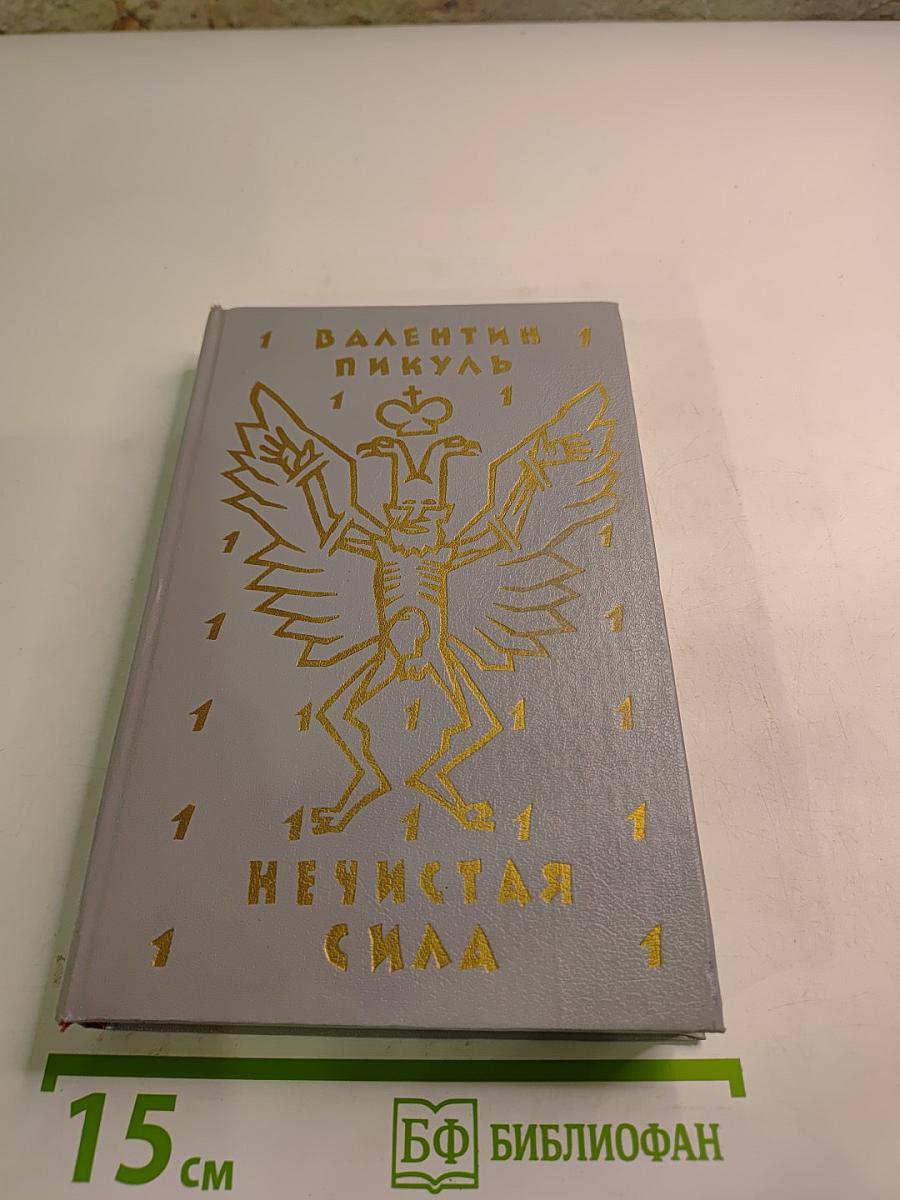 ВАЛЕНТИН
ПИКУЛЬ
НЕЧИСТАЯ
СИЛА
15 см
БФ БИБЛИОФАН